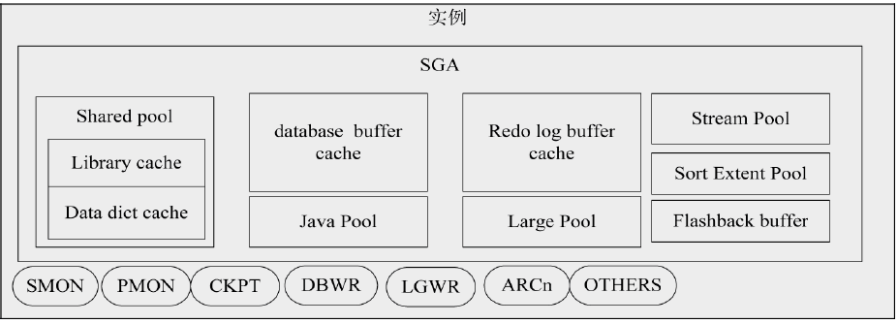 实例
SGA
Shared pool
Library cache
Data dict cache
database buffer
cache
Java Pool
Redo log buffer
cache
Large Pool
Stream Pool
Sort Extent Pool
Flashback buffer
SMON
PMON
CKPT
DBWR
LGWR
ARCn
OTHERS